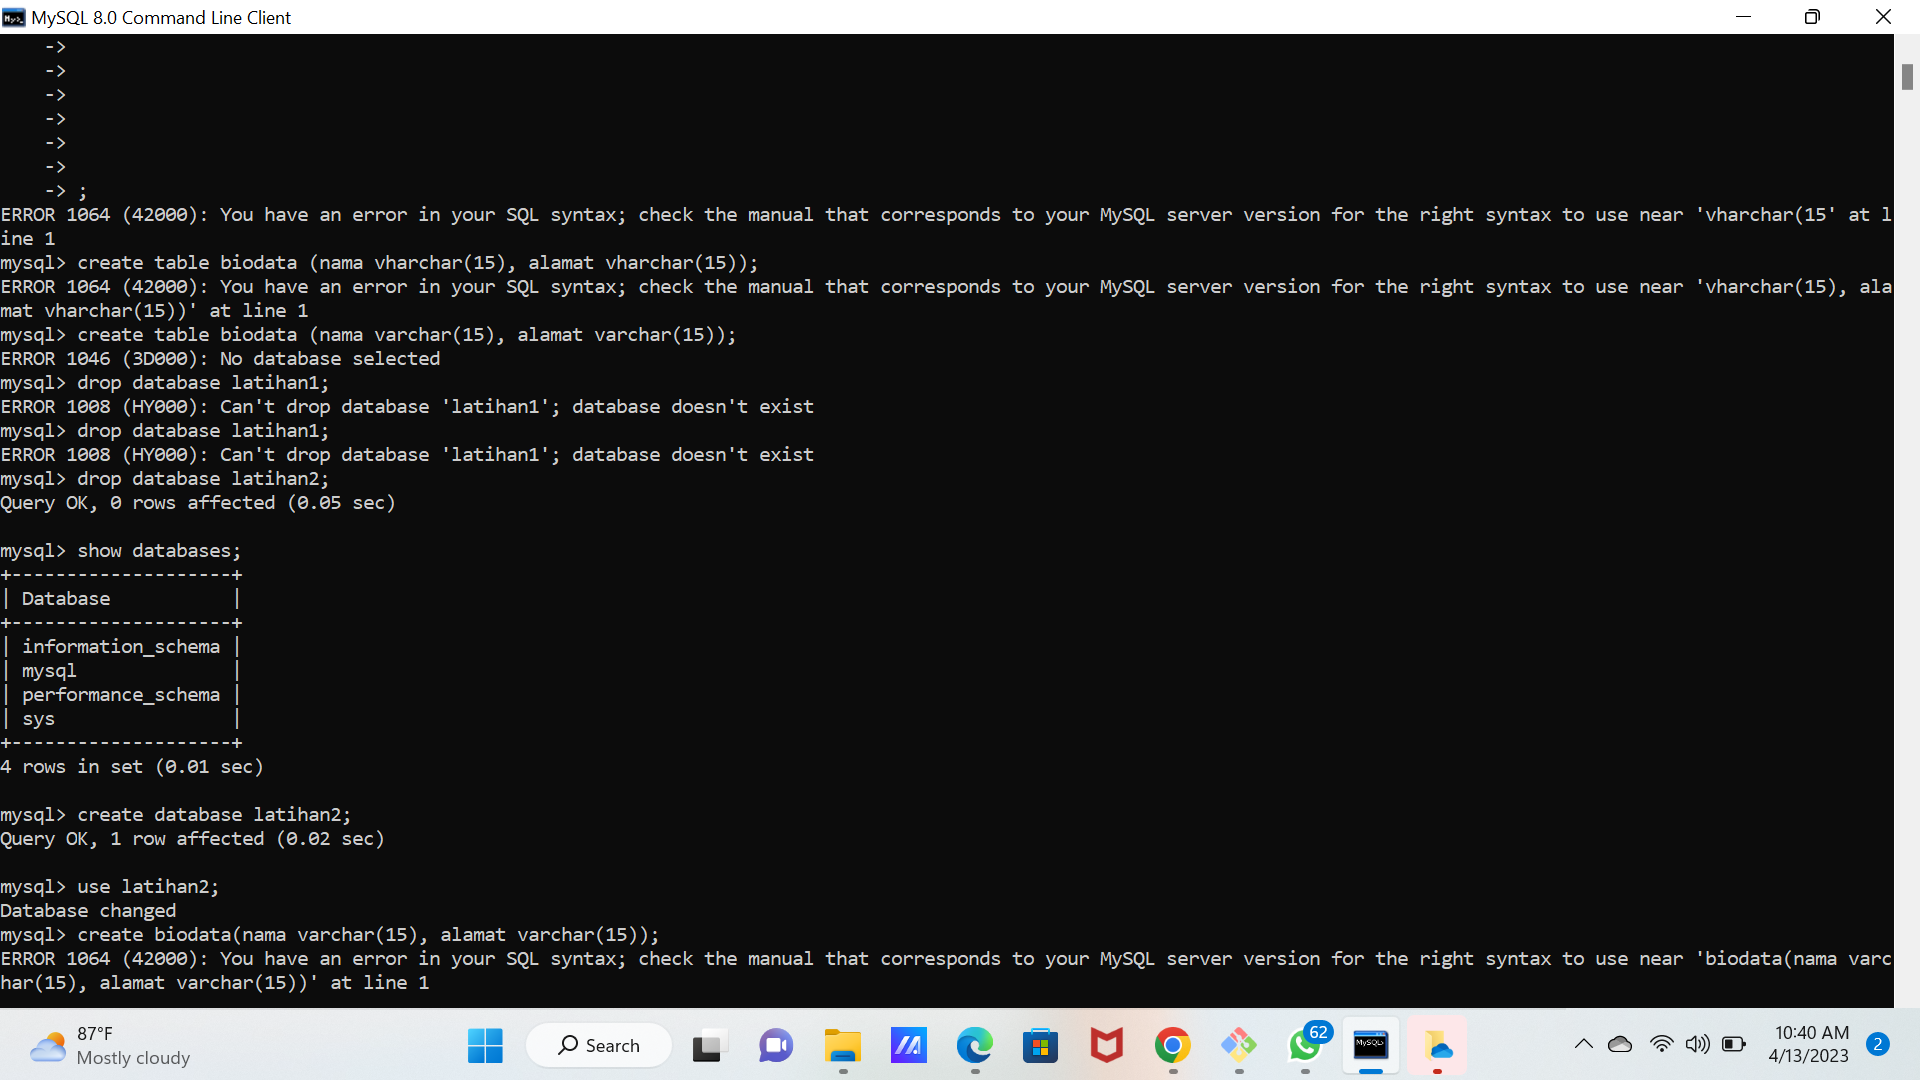 MySQL 8.0 Command Line Client
->
->
->
->
->
->
-> ;
ERROR 1064 (42000): You have an error in your SQL syntax; check the manual that corresponds to your MySQL server version for the right syntax to use near 'vharchar(15' at l
ine 1
mysql> create table biodata (nama vharchar(15), alamat vharchar(15));
ERROR 1064 (42000): You have an error in your SQL syntax; check the manual that corresponds to your MySQL server version for the right syntax to use near 'vharchar(15), ala
mat vharchar(15))' at line 1
mysql> create table biodata (nama varchar(15), alamat varchar(15));
ERROR 1046 (3D000): No database selected
mysql> drop database latihan1;
ERROR 1008 (HY000): Can't drop database 'latihan1'; database doesn't exist
mysql> drop database latihan1;
ERROR 1008 (HY000): Can't drop database 'latihan1'; database doesn't exist
mysql> drop database latihan2;
Query OK, 0 rows affected (0.05 sec)
mysql> show databases;
+--------------------+
| Database           |
+--------------------+
| information_schema |
| mysql              |
| performance_schema |
| sys                |
+--------------------+
4 rows in set (0.01 sec)
mysql> create database latihan2;
Query OK, 1 row affected (0.02 sec)
mysql> use latihan2;
Database changed
mysql> create biodata(nama varchar(15), alamat varchar(15));
ERROR 1064 (42000): You have an error in your SQL syntax; check the manual that corresponds to your MySQL server version for the right syntax to use near 'biodata(nama varc
har(15), alamat varchar(15))' at line 1
87°F
Mostly cloudy
Search
62
10:40 AM
4/13/2023
2